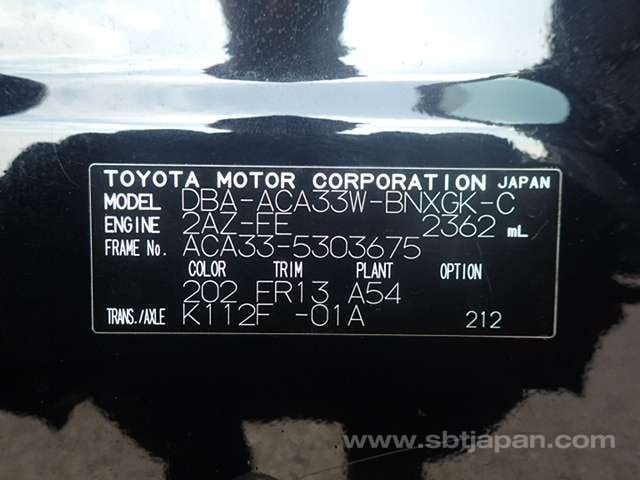 TOYOTA MOTOR CORPORATION JAPAN
MODEL DBA-ACA33W-BNXGK-C
ENGINE 2AZ-FE 2362 mL
FRAME No. ACA33-5303675
COLOR TRIM PLANT OPTION
202 FR13 A54
TRANS./AXLE K112F -01A 212
www.sbtjapan.com